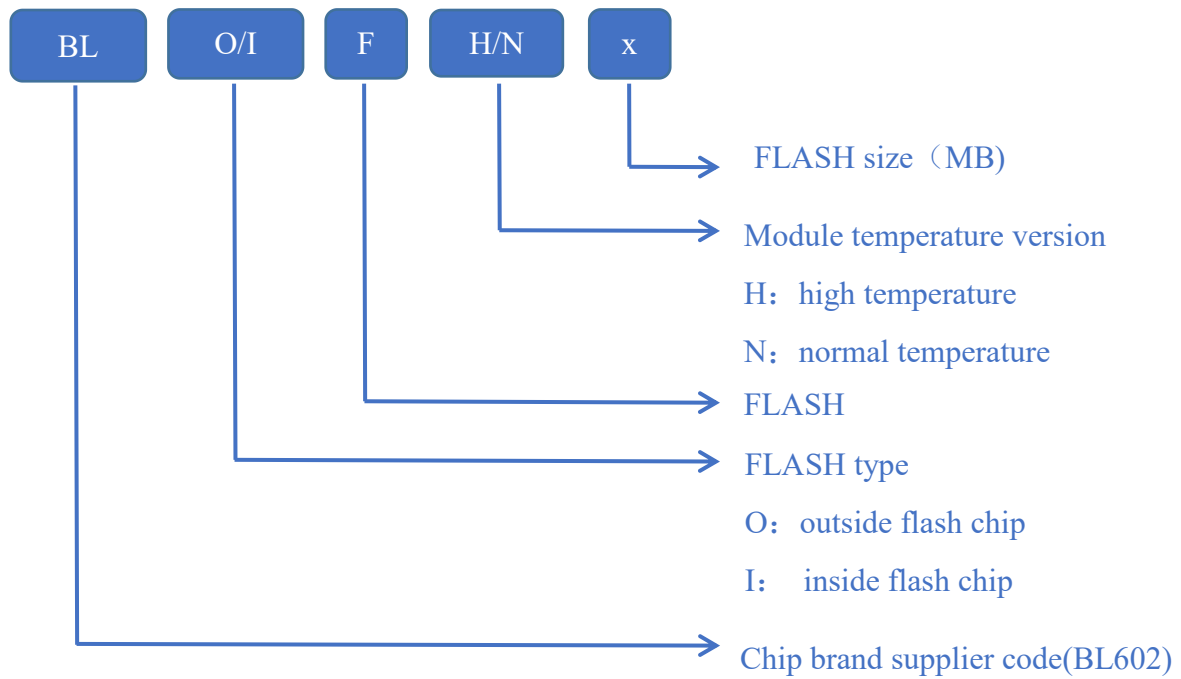 BL O/I F H/N x
FLASH size（MB)
Module temperature version
H：high temperature
N：normal temperature
FLASH
FLASH type
O：outside flash chip
I： inside flash chip
Chip brand supplier code(BL602)